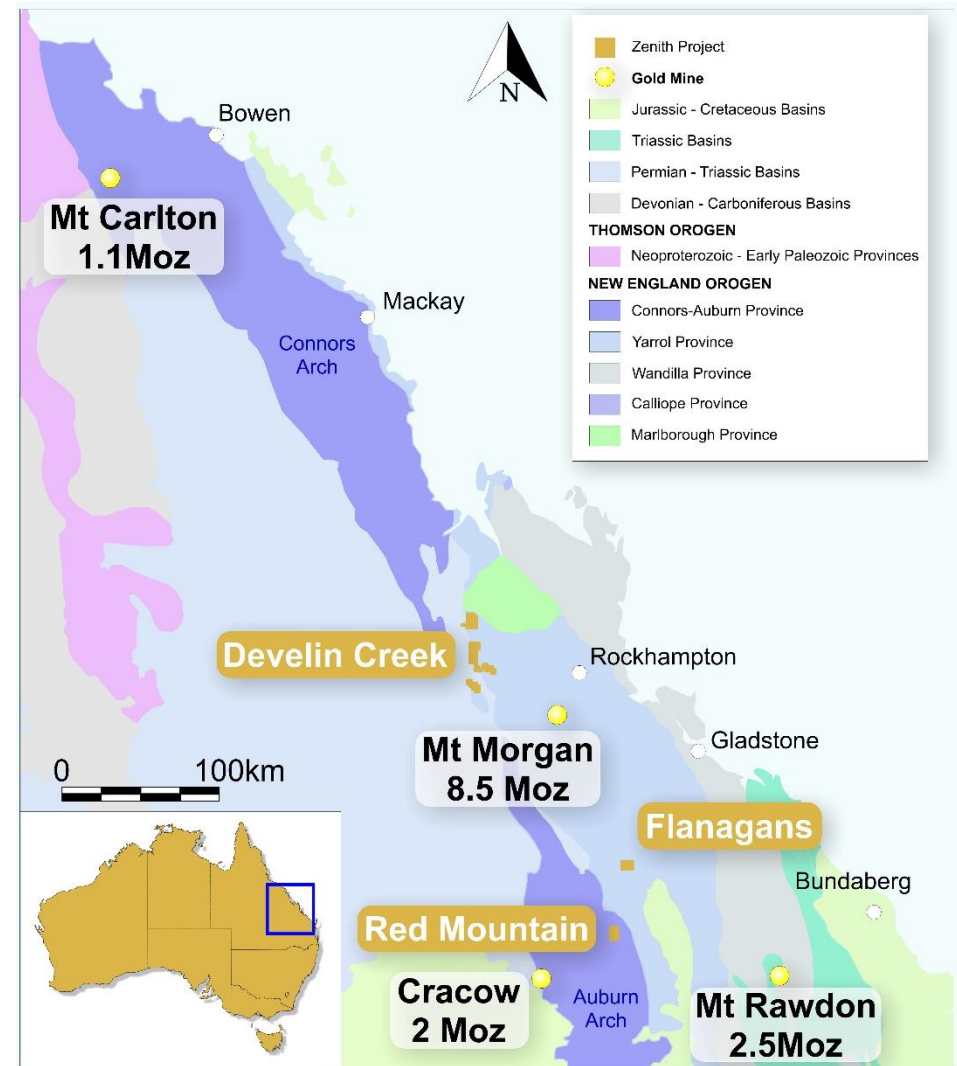 Zenith Project
Gold Mine
Jurassic - Cretaceous Basins
Triassic Basins
Permian - Triassic Basins
Devonian - Carboniferous Basins
THOMSON OROGEN
Neoproterozoic - Early Paleozoic Provinces
NEW ENGLAND OROGEN
Connors-Auburn Province
Yarrol Province
Wandilla Province
Calliope Province
Marlborough Province
N
Bowen
Mt Carlton
1.1Moz
Mackay
Connors
Arch
Develin Creek
Rockhampton
Mt Morgan
8.5 Moz
Gladstone
0 100km
Flanagans
Bundaberg
Red Mountain
Cracow
2 Moz
Auburn
Arch
Mt Rawdon
2.5Moz